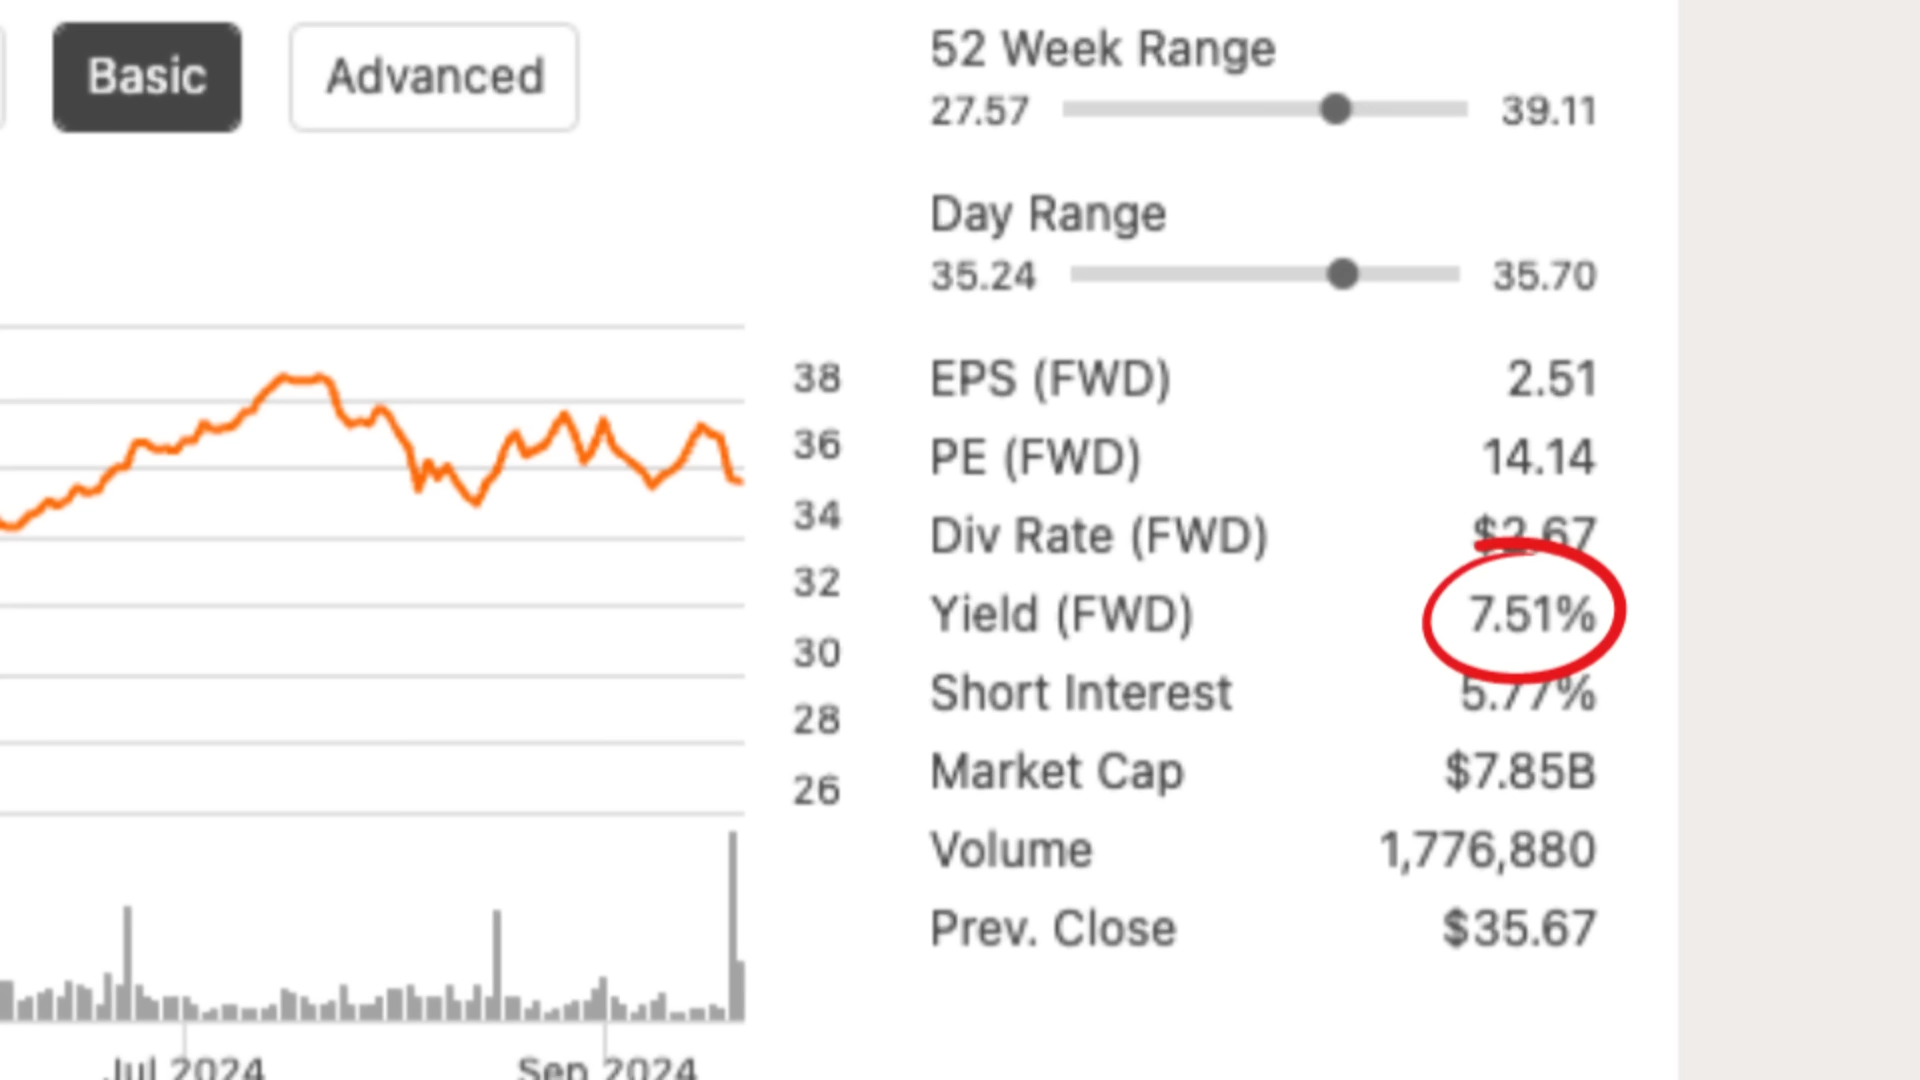 Basic
Advanced
38
36
34
32
30
28
26
Jul 2024
Sep 2024
52 Week Range
27.57 39.11
Day Range
35.24 35.70
EPS (FWD) 2.51
PE (FWD) 14.14
Div Rate (FWD) $2.67
Yield (FWD) 7.51%
Short Interest 5.77%
Market Cap $7.85B
Volume 1,776,880
Prev. Close $35.67